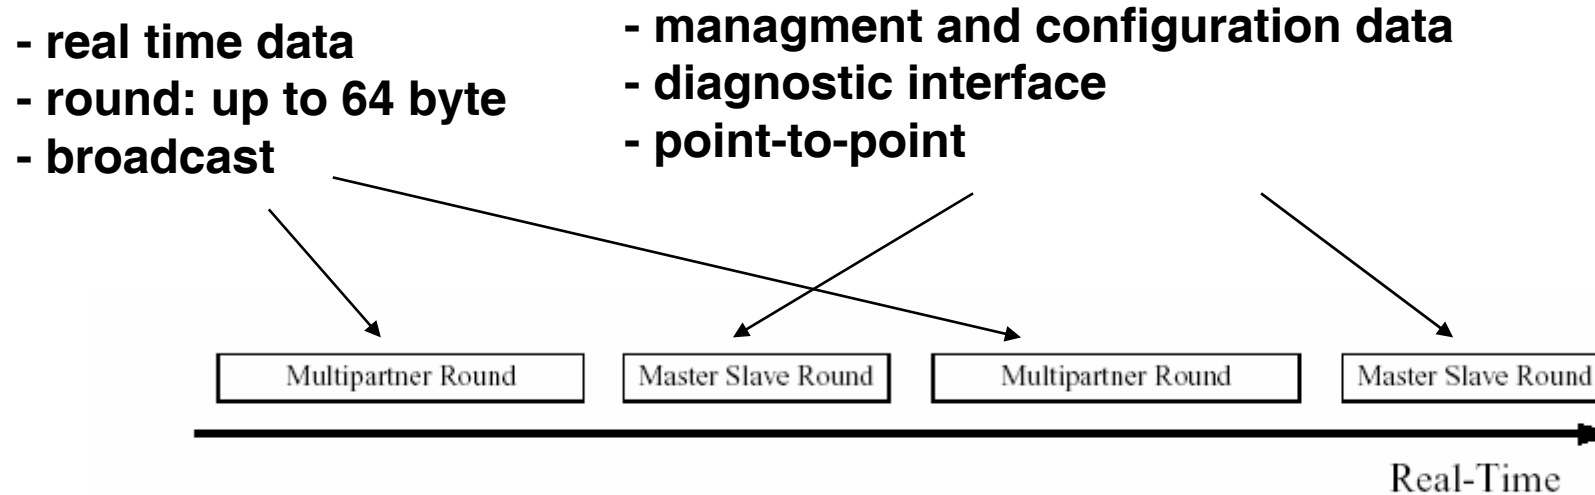 - real time data
- round: up to 64 byte
- broadcast
- managment and configuration data
- diagnostic interface
- point-to-point
Multipartner Round
Master Slave Round
Multipartner Round
Master Slave Round
Real-Time